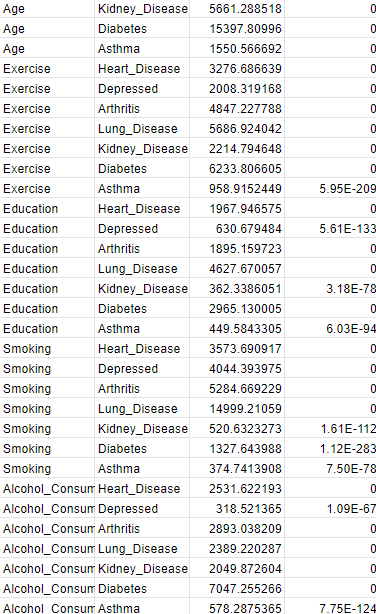 Age Kidney_Disease 5661.288518 0
Age Diabetes 15397.80996 0
Age Asthma 1550.566692 0
Exercise Heart_Disease 3276.686639 0
Exercise Depressed 2008.319168 0
Exercise Arthritis 4847.227788 0
Exercise Lung_Disease 5686.924042 0
Exercise Kidney_Disease 2214.794648 0
Exercise Diabetes 6233.806605 0
Exercise Asthma 958.9152449 5.95E-209
Education Heart_Disease 1967.946575 0
Education Depressed 630.679484 5.61E-133
Education Arthritis 1895.159723 0
Education Lung_Disease 4627.670057 0
Education Kidney_Disease 362.3386051 3.18E-78
Education Diabetes 2965.130005 0
Education Asthma 449.5843305 6.03E-94
Smoking Heart_Disease 3573.690917 0
Smoking Depressed 4044.393975 0
Smoking Arthritis 5284.669229 0
Smoking Lung_Disease 14999.21059 0
Smoking Kidney_Disease 520.6323273 1.61E-112
Smoking Diabetes 1327.643988 1.12E-283
Smoking Asthma 374.7413908 7.50E-78
Alcohol_Consum Heart_Disease 2531.622193 0
Alcohol_Consum Depressed 318.521365 1.09E-67
Alcohol_Consum Arthritis 2893.038209 0
Alcohol_Consum Lung_Disease 2389.220287 0
Alcohol_Consum Kidney_Disease 2049.872604 0
Alcohol_Consum Diabetes 7047.255266 0
Alcohol_Consum Asthma 578.2875365 7.75E-124